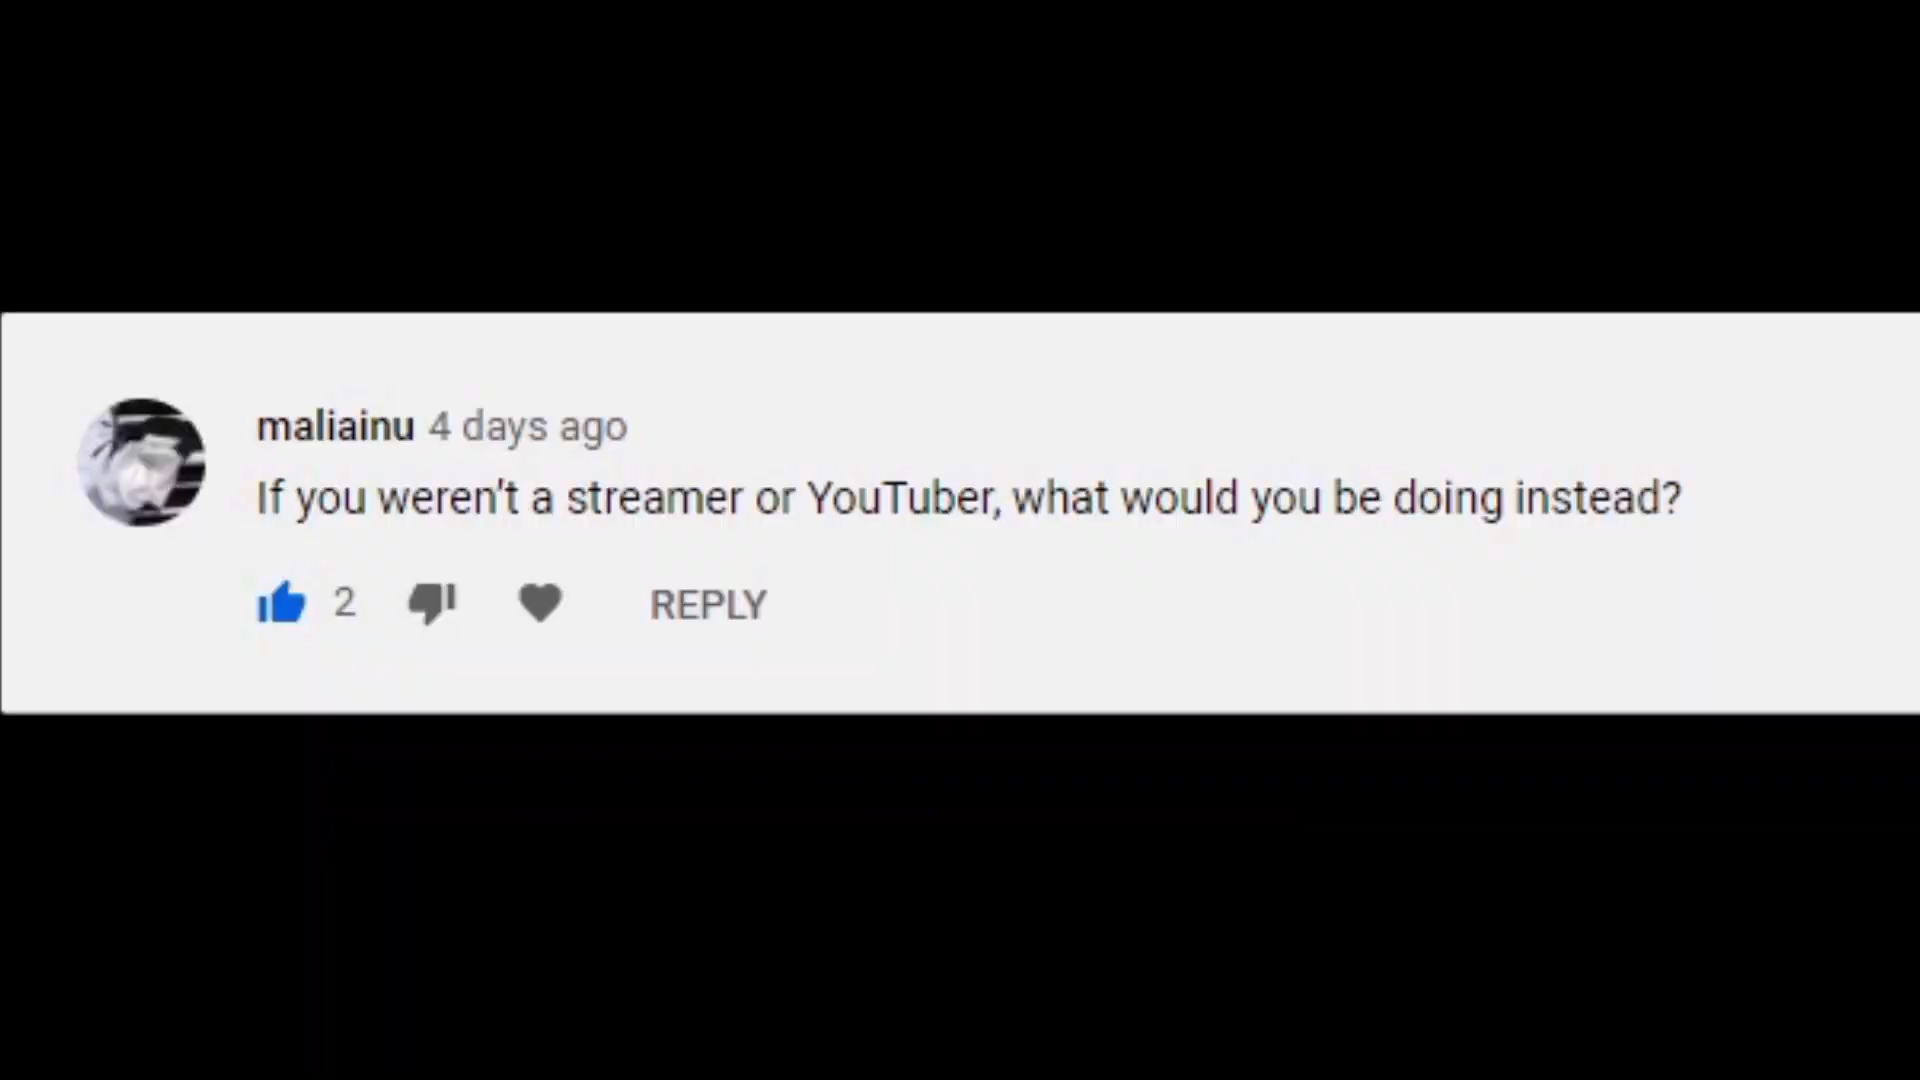 maliainu 4 days ago
If you weren't a streamer or YouTuber, what would you be doing instead?
2 REPLY